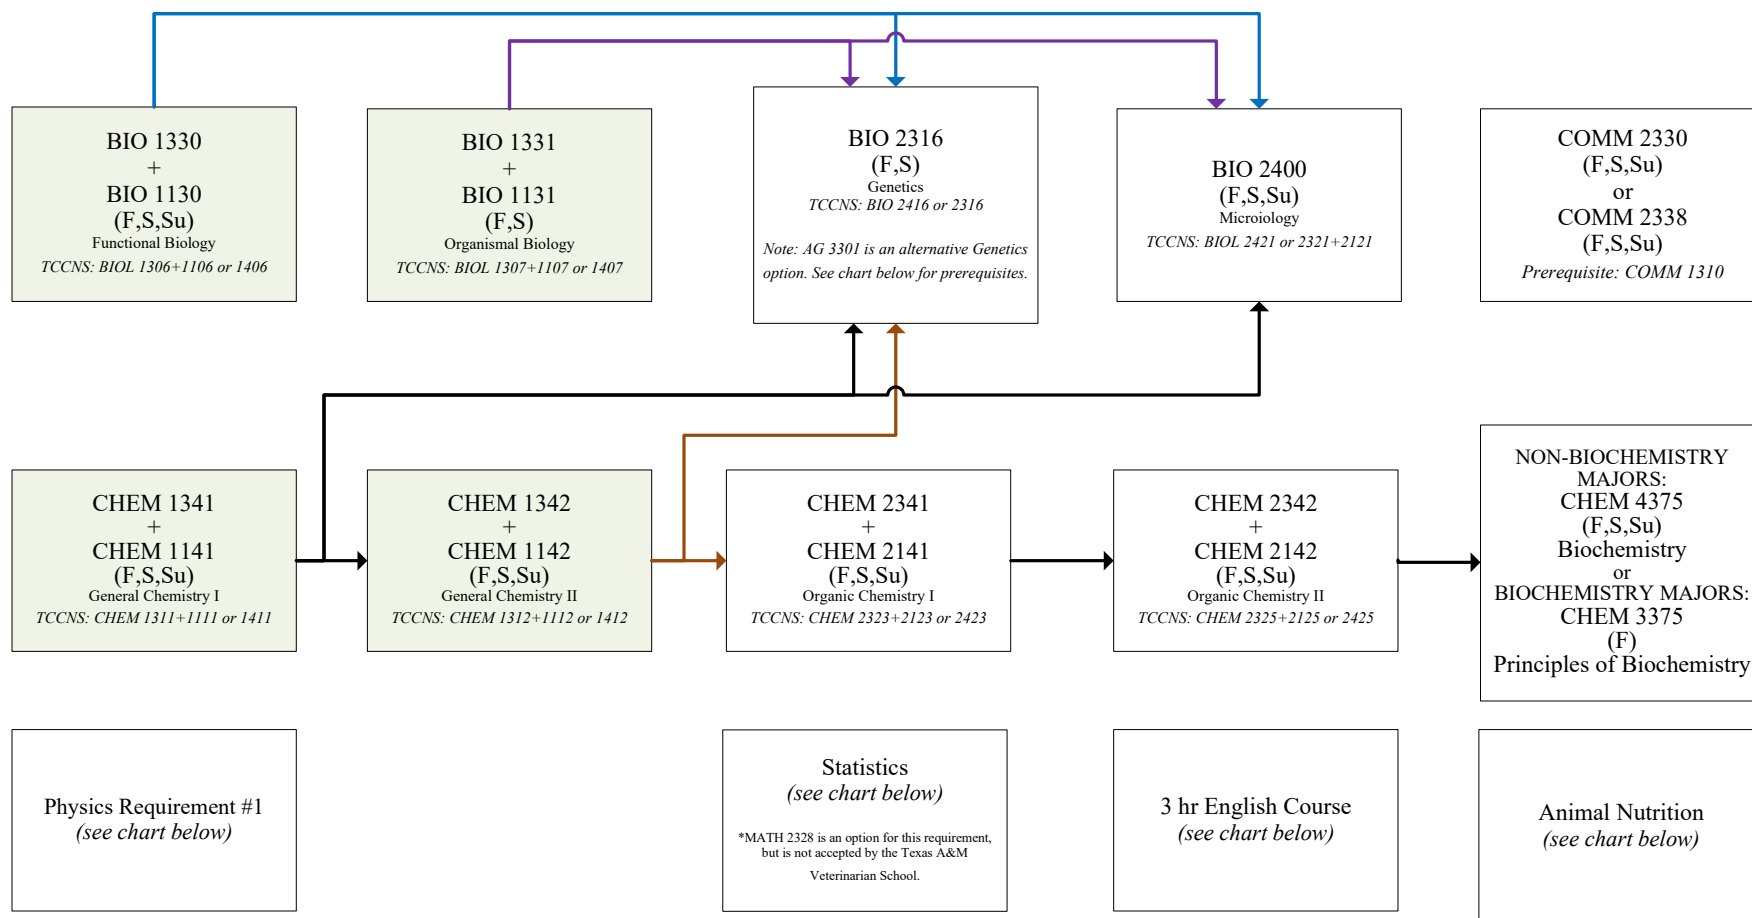 BIO 1330
+
BIO 1130
(F,S,Su)
Functional Biology
TCCNS: BIOL 1306+1106 or 1406
BIO 1331
+
BIO 1131
(F,S)
Organismal Biology
TCCNS: BIOL 1307+1107 or 1407
BIO 2316
(F,S)
Genetics
TCCNS: BIO 2416 or 2316
Note: AG 3301 is an alternative Genetics
option. See chart below for prerequisites.
BIO 2400
(F,S,Su)
Microiology
TCCNS: BIOL 2421 or 2321+2121
COMM 2330
(F,S,Su)
or
COMM 2338
(F,S,Su)
Prerequisite: COMM 1310
CHEM 1341
+
CHEM 1141
(F,S,Su)
General Chemistry I
TCCNS: CHEM 1311+1111 or 1411
CHEM 1342
+
CHEM 1142
(F,S,Su)
General Chemistry II
TCCNS: CHEM 1312+1112 or 1412
CHEM 2341
+
CHEM 2141
(F,S,Su)
Organic Chemistry I
TCCNS: CHEM 2323+2123 or 2423
CHEM 2342
+
CHEM 2142
(F,S,Su)
Organic Chemistry II
TCCNS: CHEM 2325+2125 or 2425
NON-BIOCHEMISTRY
MAJORS:
CHEM 4375
(F,S,Su)
Biochemistry
or
BIOCHEMISTRY MAJORS:
CHEM 3375
(F)
Principles of Biochemistry
Physics Requirement #1
(see chart below)
Statistics
(see chart below)
*MATH 2328 is an option for this requirement,
but is not accepted by the Texas A&M
Veterinarian School.
3 hr English Course
(see chart below)
Animal Nutrition
(see chart below)